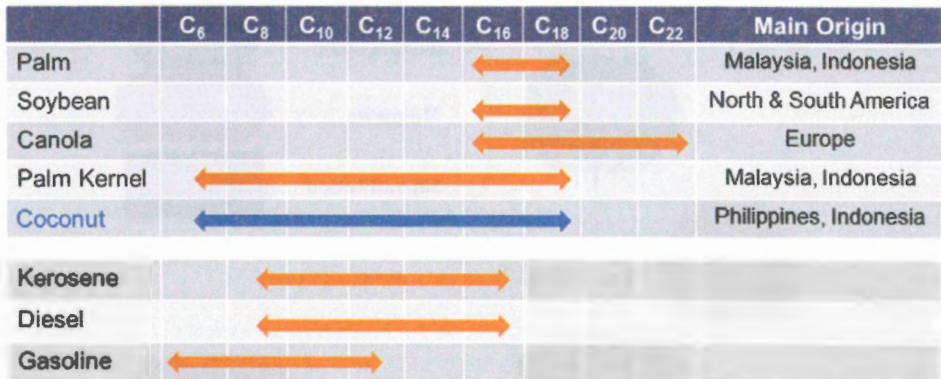 C6 C8 C10 C12 C14 C16 C18 C20 C22 Main Origin
Palm Malaysia, Indonesia
Soybean North & South America
Canola Europe
Palm Kernel Malaysia, Indonesia
Coconut Philippines, Indonesia
Kerosene
Diesel
Gasoline